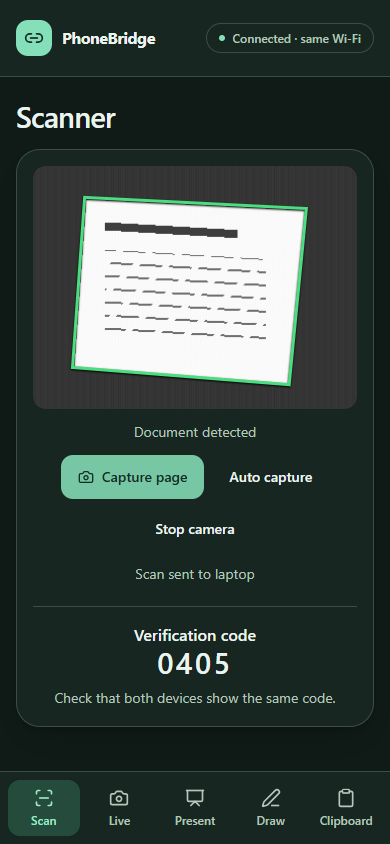 PhoneBridge
Connected · same Wi-Fi
Scanner
Document detected
Capture page
Auto capture
Stop camera
Scan sent to laptop
Verification code
0405
Check that both devices show the same code.
Scan
Live
Present
Draw
Clipboard